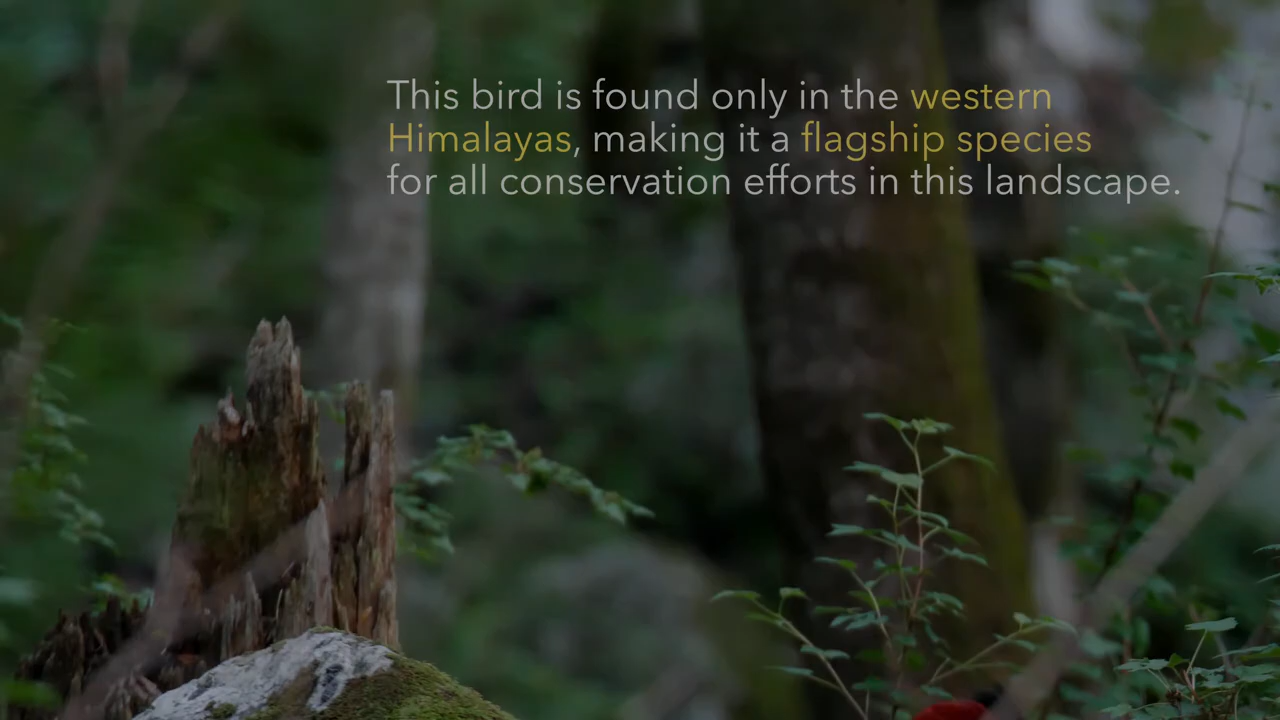 This bird is found only in the western
Himalayas, making it a flagship species
for all conservation efforts in this landscape.